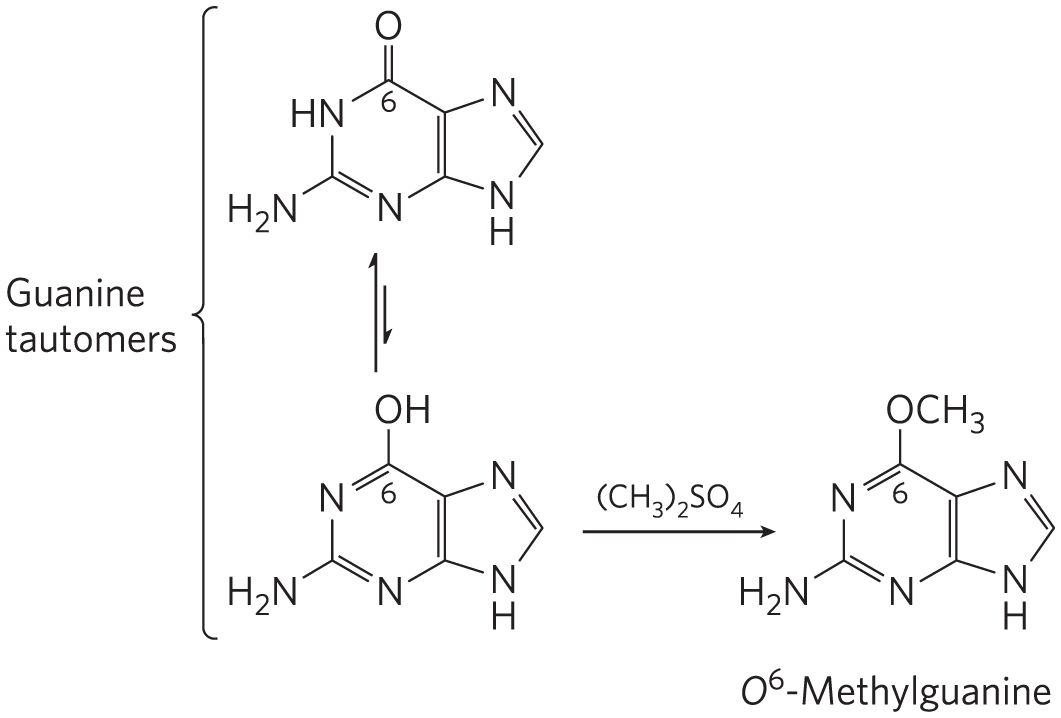 O
6
N
HN
H₂N
N
N
H
Guanine
tautomers
OH
N
N
6
H₂N
N
N
H
(CH₃)₂SO₄
OCH₃
N
N
6
H₂N
N
N
H
O⁶-Methylguanine